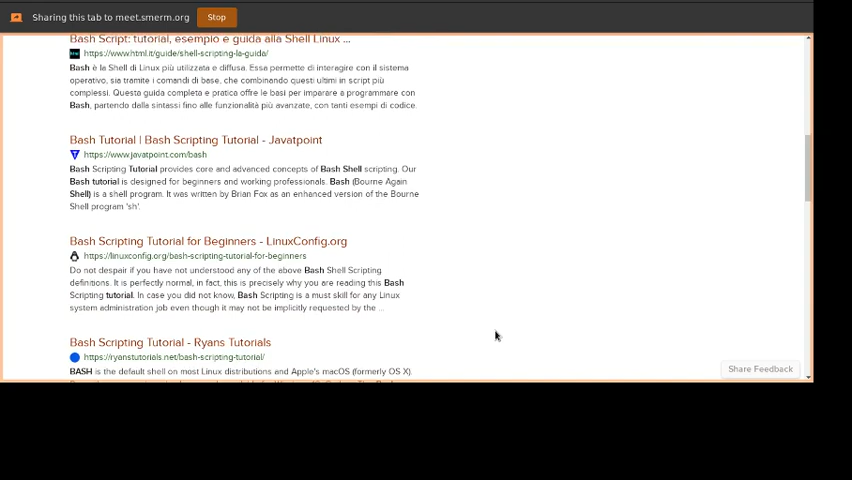 Sharing this tab to meet.smerm.org Stop
Bash Script: tutorial, esempio e guida alla Shell Linux ...
https://www.html.it/guide/shell-scripting-la-guida/
Bash è la Shell di Linux più utilizzata e diffusa. Essa permette di interagire con il sistema
operativo, sia tramite i comandi di base, che combinando questi ultimi in script più
complessi. Questa guida completa e pratica offre le basi per imparare a programmare con
Bash, partendo dalla sintassi fino alle funzionalità più avanzate, con tanti esempi di codice.
Bash Tutorial | Bash Scripting Tutorial - Javatpoint
https://www.javatpoint.com/bash
Bash Scripting Tutorial provides core and advanced concepts of Bash Shell scripting. Our
Bash tutorial is designed for beginners and working professionals. Bash (Bourne Again
Shell) is a shell program. It was written by Brian Fox as an enhanced version of the Bourne
Shell program 'sh'.
Bash Scripting Tutorial for Beginners - LinuxConfig.org
https://linuxconfig.org/bash-scripting-tutorial-for-beginners
Do not despair if you have not understood any of the above Bash Shell Scripting
definitions. It is perfectly normal, in fact, this is precisely why you are reading this Bash
Scripting tutorial. In case you did not know, Bash Scripting is a must skill for any Linux
system administration job even though it may not be implicitly requested by the ...
Bash Scripting Tutorial - Ryans Tutorials
https://ryanstutorials.net/bash-scripting-tutorial/
BASH is the default shell on most Linux distributions and Apple's macOS (formerly OS X).
Share Feedback